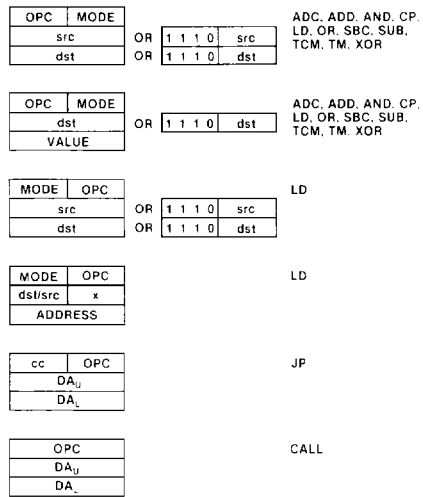 OPC MODE ADC. ADD. AND. CP.
src OR 1 1 1 0 src LD, OR. SBC, SUB,
dst OR 1 1 1 0 dst TCM, TM. XOR
OPC MODE ADC, ADD, AND. CP,
dst OR 1 1 1 0 dst LD, OR. SBC, SUB,
VALUE TCM, TM. XOR
MODE OPC LD
src OR 1 1 1 0 src
dst OR 1 1 1 0 dst
MODE OPC LD
dst/src x
ADDRESS
cc OPC JP
DAU
DAL
OPC CALL
DAU
DAL